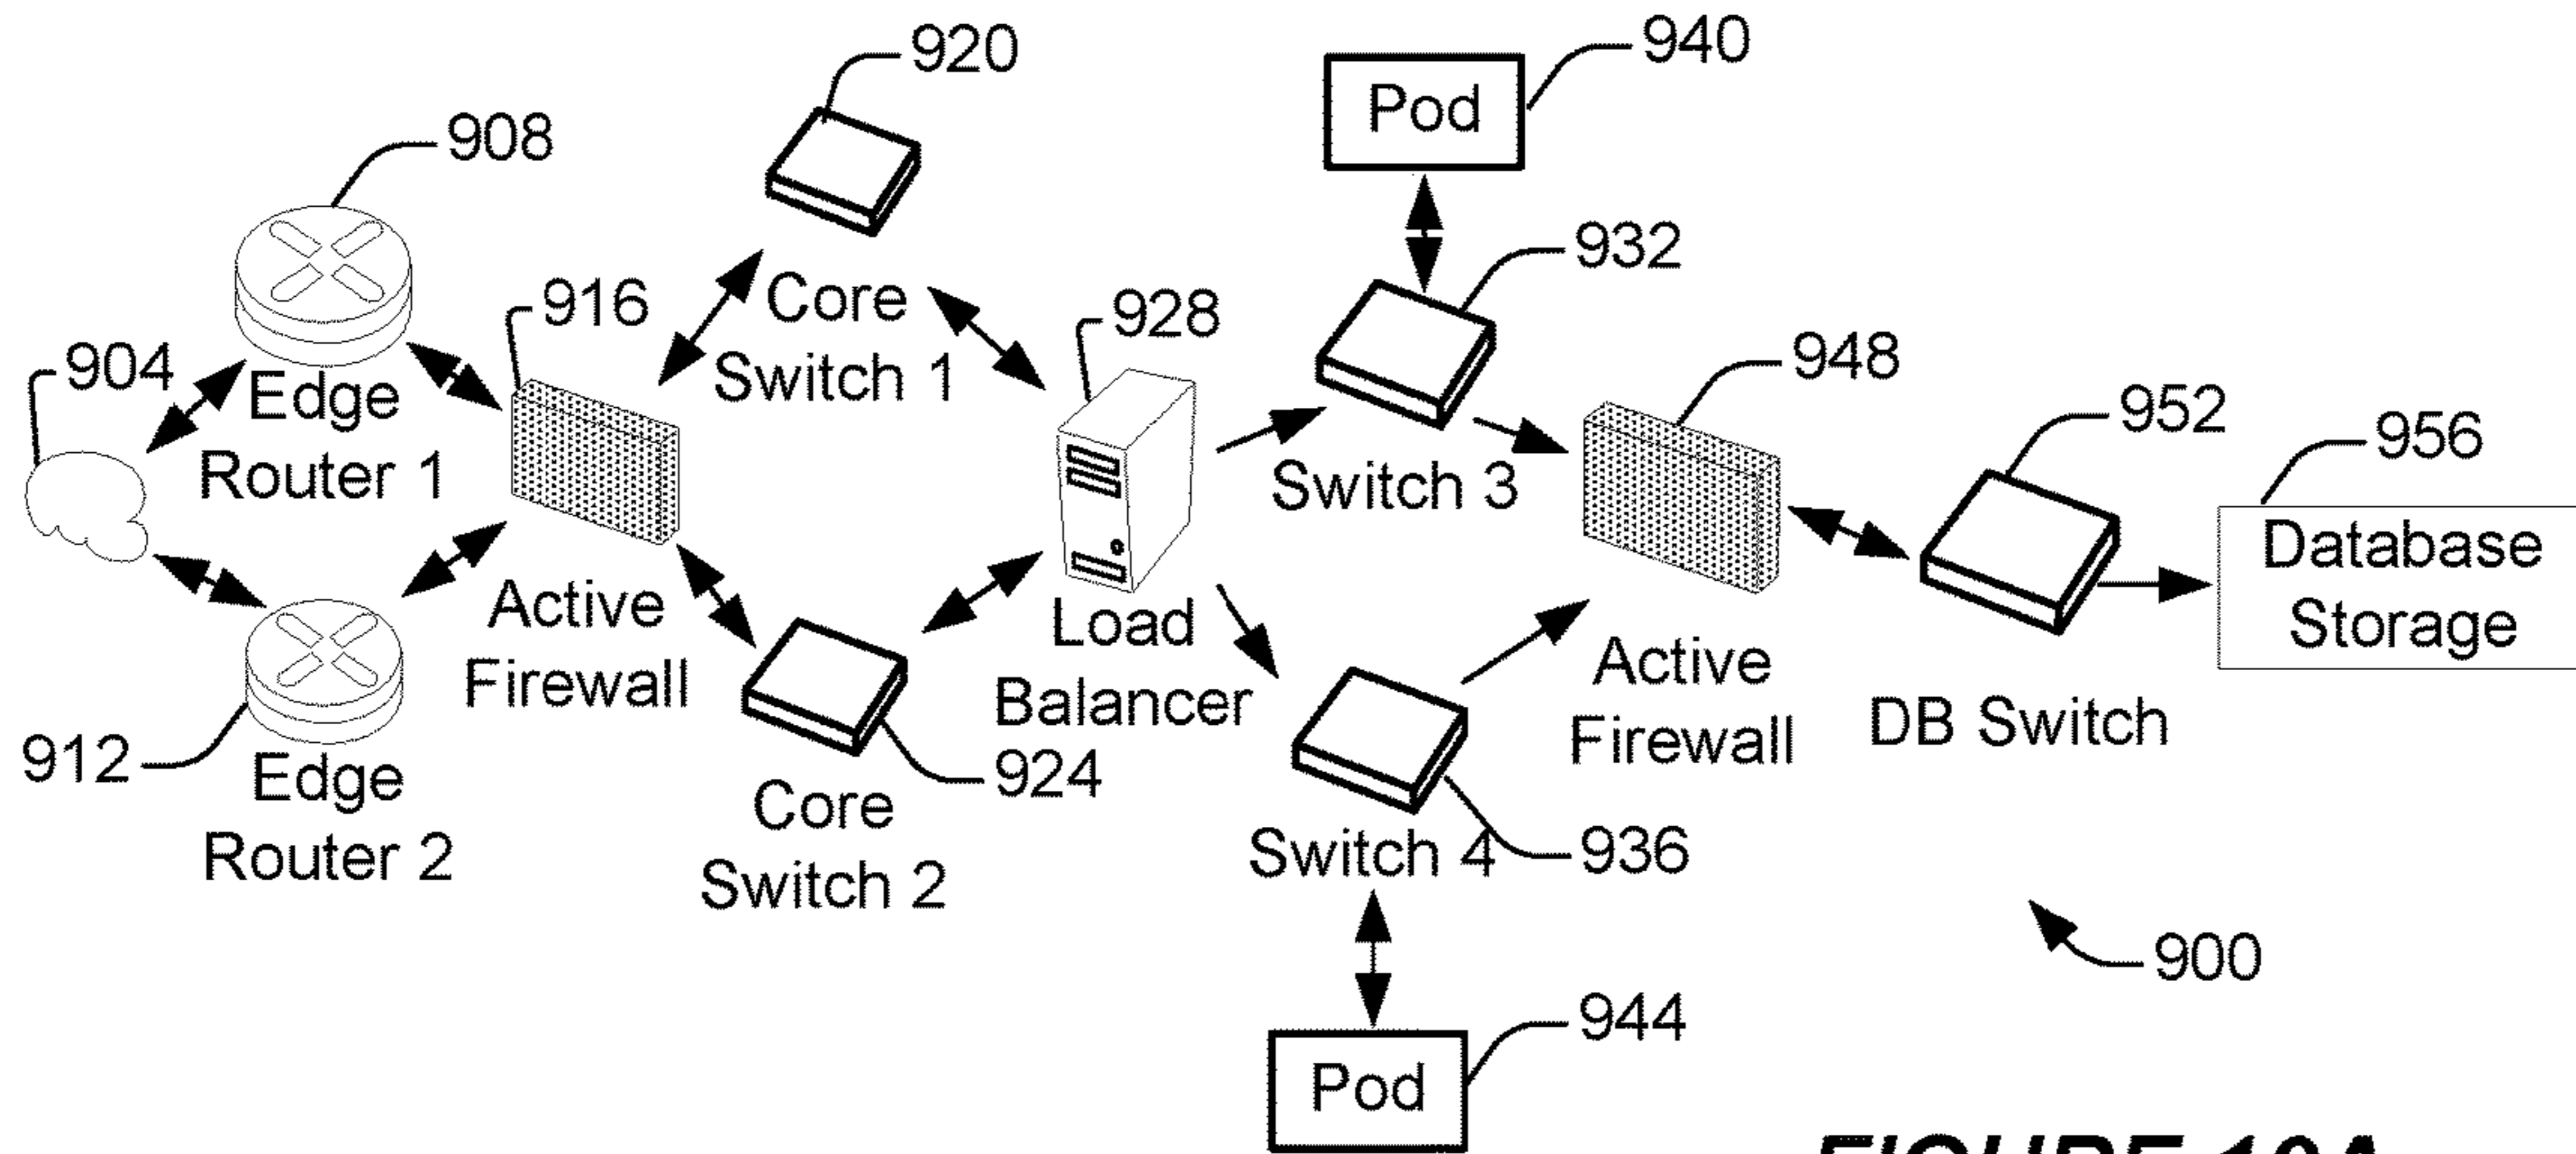 920
940
Pod
908
932
916
Core
Switch 1
928
948
904
Edge
Router 1
952
956
Switch 3
Database
Storage
Active
Firewall
Load
Balancer
Active
Firewall
DB Switch
912
Edge
Router 2
924
Core
Switch 2
Switch 4
936
900
944
Pod
FIGURE 10A